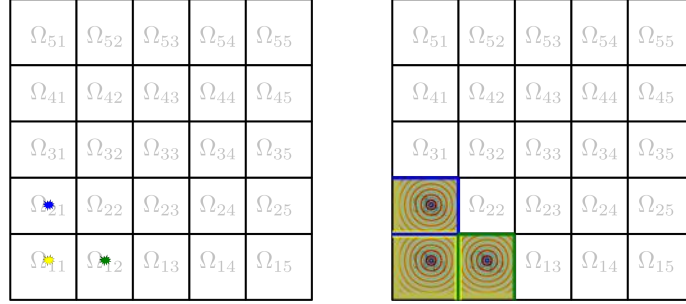 Ω₅₁ Ω₅₂ Ω₅₃ Ω₅₄ Ω₅₅
Ω₄₁ Ω₄₂ Ω₄₃ Ω₄₄ Ω₄₅
Ω₃₁ Ω₃₂ Ω₃₃ Ω₃₄ Ω₃₅
Ω₂₁ Ω₂₂ Ω₂₃ Ω₂₄ Ω₂₅
Ω₁₁ Ω₁₂ Ω₁₃ Ω₁₄ Ω₁₅
Ω₅₁ Ω₅₂ Ω₅₃ Ω₅₄ Ω₅₅
Ω₄₁ Ω₄₂ Ω₄₃ Ω₄₄ Ω₄₅
Ω₃₁ Ω₃₂ Ω₃₃ Ω₃₄ Ω₃₅
Ω₂₂ Ω₂₃ Ω₂₄ Ω₂₅
Ω₁₃ Ω₁₄ Ω₁₅